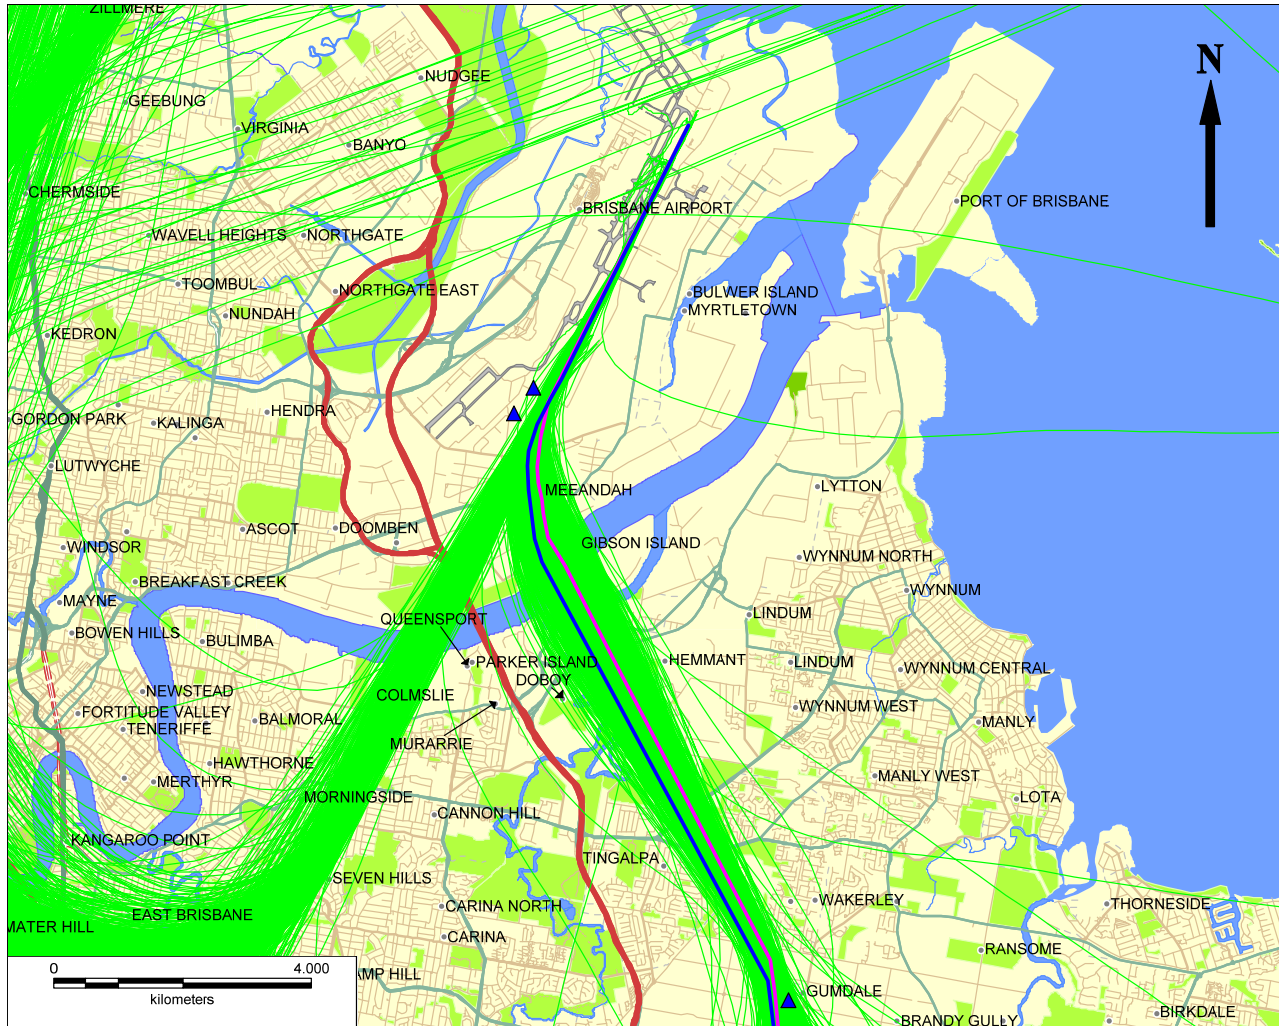 ZILLMERE
N
NUDGEE
GEEBUNG
VIRGINIA
BANYO
CHERMSIDE
PORT OF BRISBANE
BRISBANE AIRPORT
WAVELL HEIGHTS
NORTHGATE
TOOMBUL
NORTHGATE EAST
BULWER ISLAND
MYRTLETOWN
NUNDAH
KEDRON
HENDRA
GORDON PARK
KALINGA
LUTWYCHE
LYTTON
MEEANDAH
ASCOT
DOOMBEN
GIBSON ISLAND
WINDSOR
WYNNUM NORTH
BREAKFAST CREEK
WYNNUM
MAYNE
LINDUM
QUEENSPORT
BOWEN HILLS
BULIMBA
PARKER ISLAND
HEMMANT
LINDUM
WYNNUM CENTRAL
DOBOY
NEWSTEAD
COLMSLIE
WYNNUM WEST
FORTITUDE VALLEY
BALMORAL
MANLY
TENERIFFE
MURARRIE
HAWTHORNE
MANLY WEST
MERTHYR
MORNINGSIDE
LOTA
CANNON HILL
KANGAROO POINT
TINGALPA
SEVEN HILLS
WAKERLEY
THORNESIDE
CARINA NORTH
EAST BRISBANE
MATER HILL
CARINA
RANSOME
AMP HILL
0 4.000
kilometers
GUMDALE
BIRKDALE
BRANDY GULLY